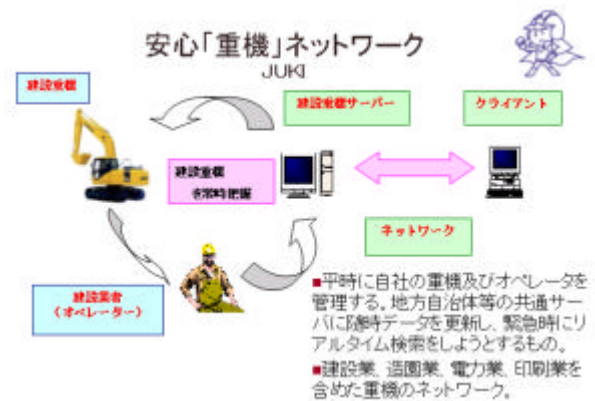 安心「重機」ネットワーク
JUKI
建設重機
建設重機サーバー
クライアント
建設重機
を常時把握
ネットワーク
建設業者
(オペレーター)
■平時に自社の重機及びオペレータを
管理する。地方自治体等の共通サー
バに随時データを更新し、緊急時にリ
アルタイム検索をしようとするもの。
■建設業、造園業、電力業、印刷業を
含めた重機のネットワーク。